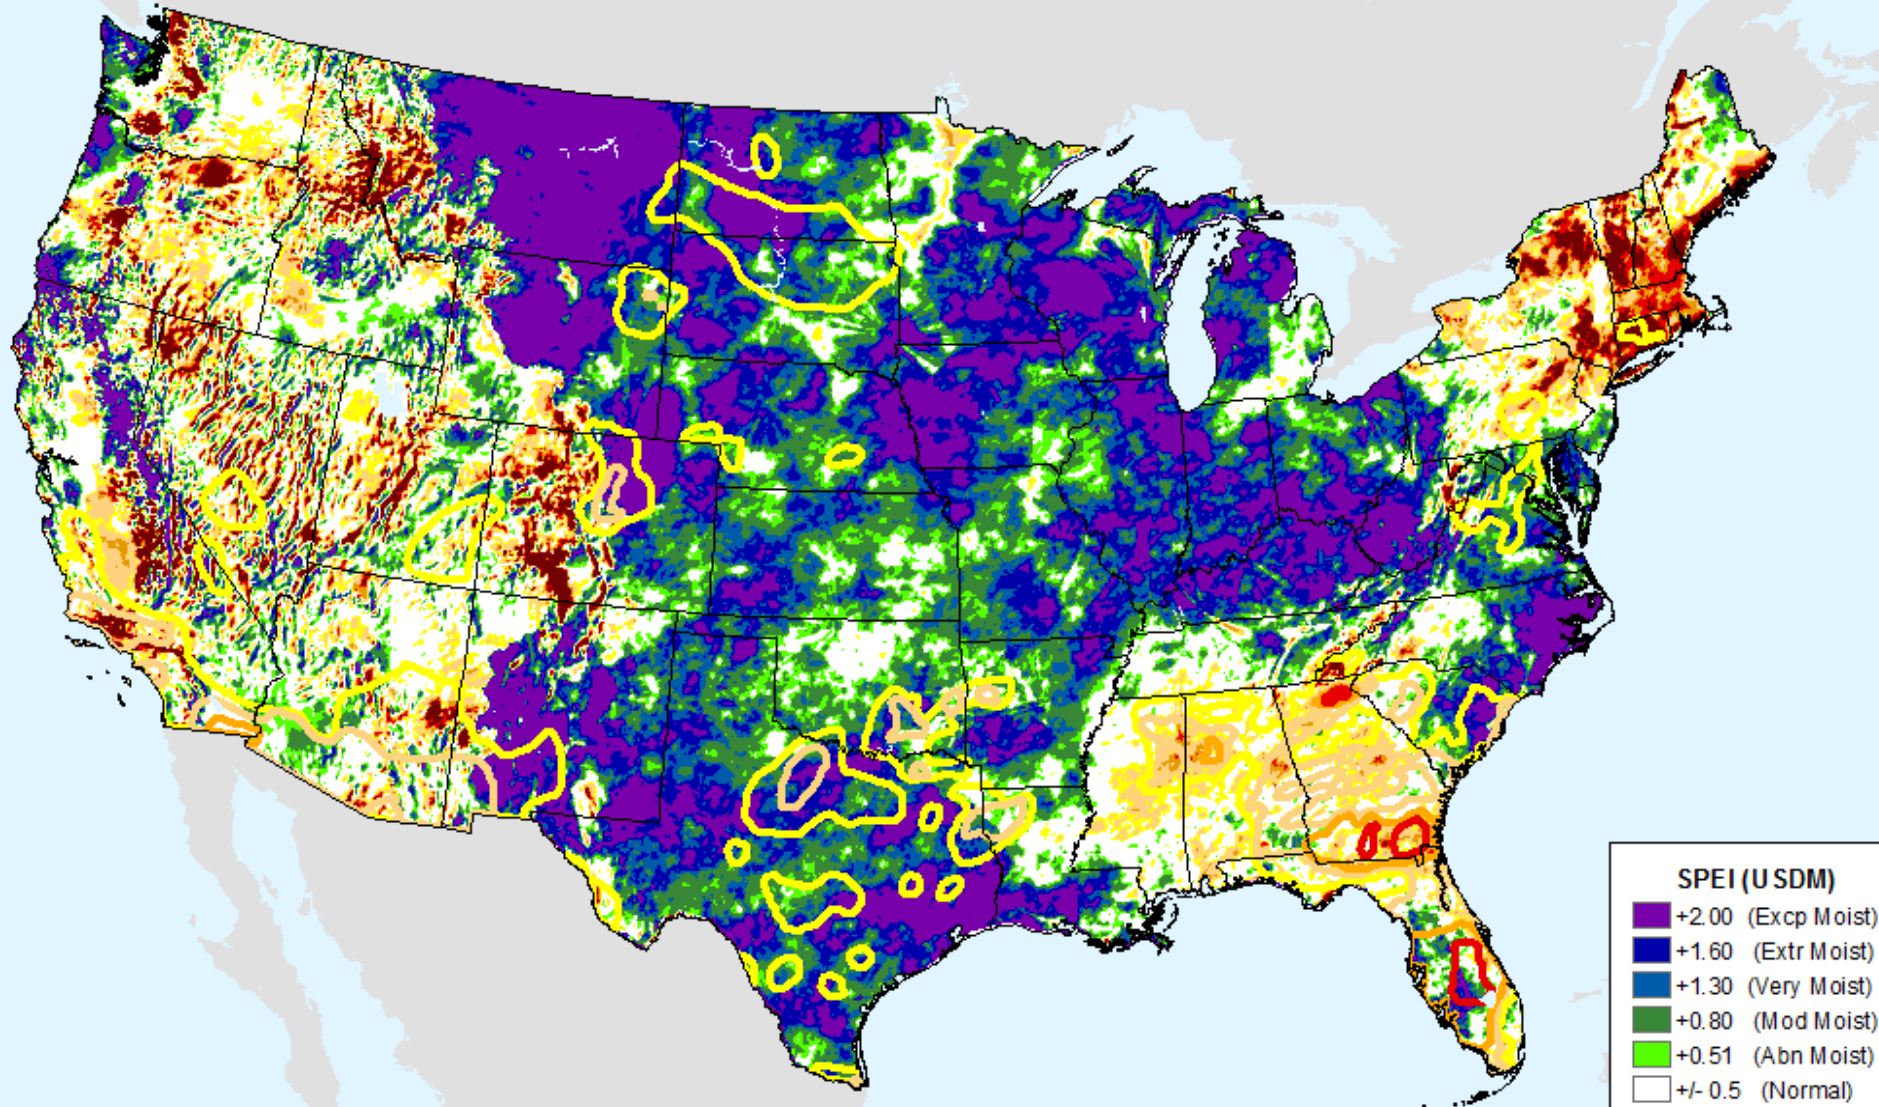 SPEI (USDM)
+2.00 (Excp Moist)
+1.60 (Extr Moist)
+1.30 (Very Moist)
+0.80 (Mod Moist)
+0.51 (Abn Moist)
+/- 0.5 (Normal)